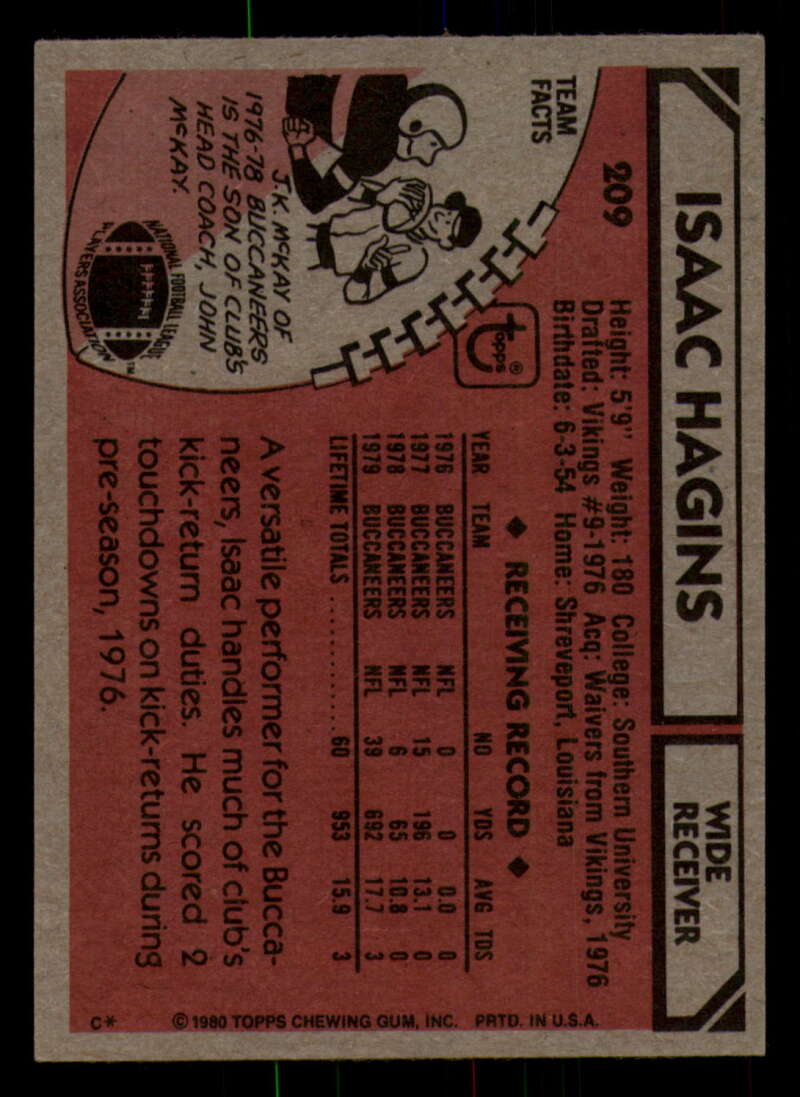 ISAAC HAGINS
WIDE
RECEIVER
209
Height: 5'9" Weight: 180 College: Southern University
Drafted: Vikings #9-1976 Acq: Waivers from Vikings, 1976
Birthdate: 6-3-54 Home: Shreveport, Louisiana
TEAM
FACTS
topps®
J.K. McKAY OF
1976-78 BUCCANEERS
IS THE SON OF CLUB'S
HEAD COACH, JOHN
McKAY.
NATIONAL FOOTBALL LEAGUE
PLAYERS ASSOCIATION™
◆ RECEIVING RECORD ◆
YEAR TEAM NO YDS AVG TDS
1976 BUCCANEERS NFL 0 0 0.0 0
1977 BUCCANEERS NFL 15 196 13.1 0
1978 BUCCANEERS NFL 6 65 10.8 0
1979 BUCCANEERS NFL 39 692 17.7 3
LIFETIME TOTALS .............. 60 953 15.9 3
A versatile performer for the Bucca-
neers, Isaac handles much of club's
kick-return duties. He scored 2
touchdowns on kick-returns during
pre-season, 1976.
C* © 1980 TOPPS CHEWING GUM, INC. PRTD. IN U.S.A.